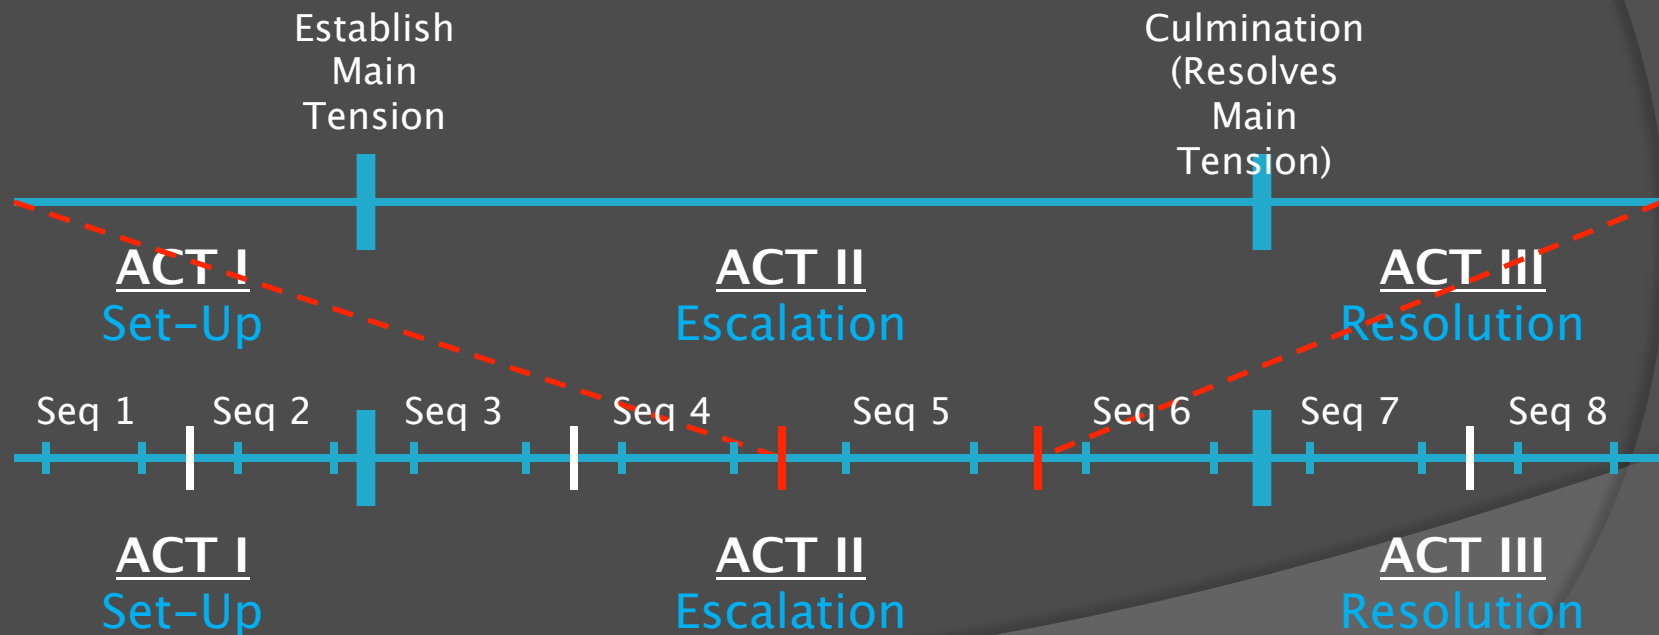 Establish
Main
Tension
Culmination
(Resolves
Main
Tension)
ACT I
Set-Up
ACT II
Escalation
ACT III
Resolution
Seq 1 Seq 2 Seq 3 Seq 4 Seq 5 Seq 6 Seq 7 Seq 8
ACT I
Set-Up
ACT II
Escalation
ACT III
Resolution